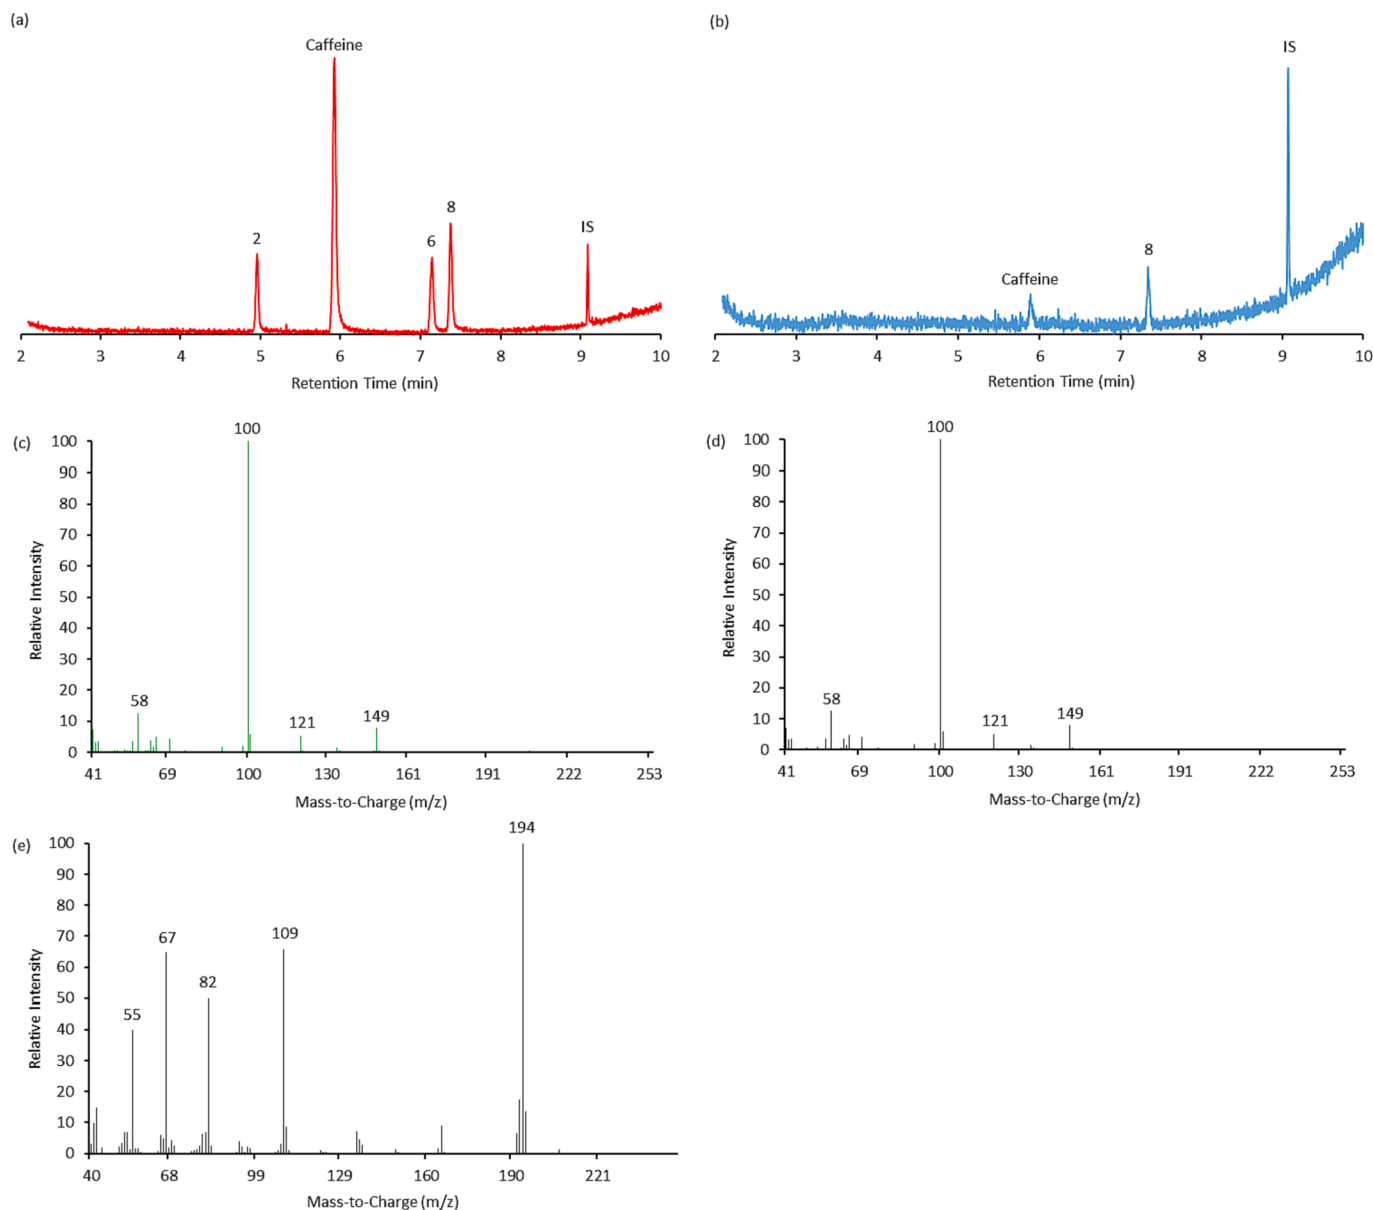 (a)
Caffeine
2
6
8
IS
2 3 4 5 6 7 8 9 10
Retention Time (min)
(b)
IS
8
Caffeine
2 3 4 5 6 7 8 9 10
Retention Time (min)
(c)
100
100
90
80
70
60
50
40
30
20
10
0
Relative Intensity
58
121
149
41 69 100 130 161 191 222 253
Mass-to-Charge (m/z)
(d)
100
100
90
80
70
60
50
40
30
20
10
0
Relative Intensity
58
121
149
41 69 100 130 161 191 222 253
Mass-to-Charge (m/z)
(e)
194
100
90
80
70
60
50
40
30
20
10
0
Relative Intensity
67
109
82
55
40 69 99 129 160 190 221
Mass-to-Charge (m/z)